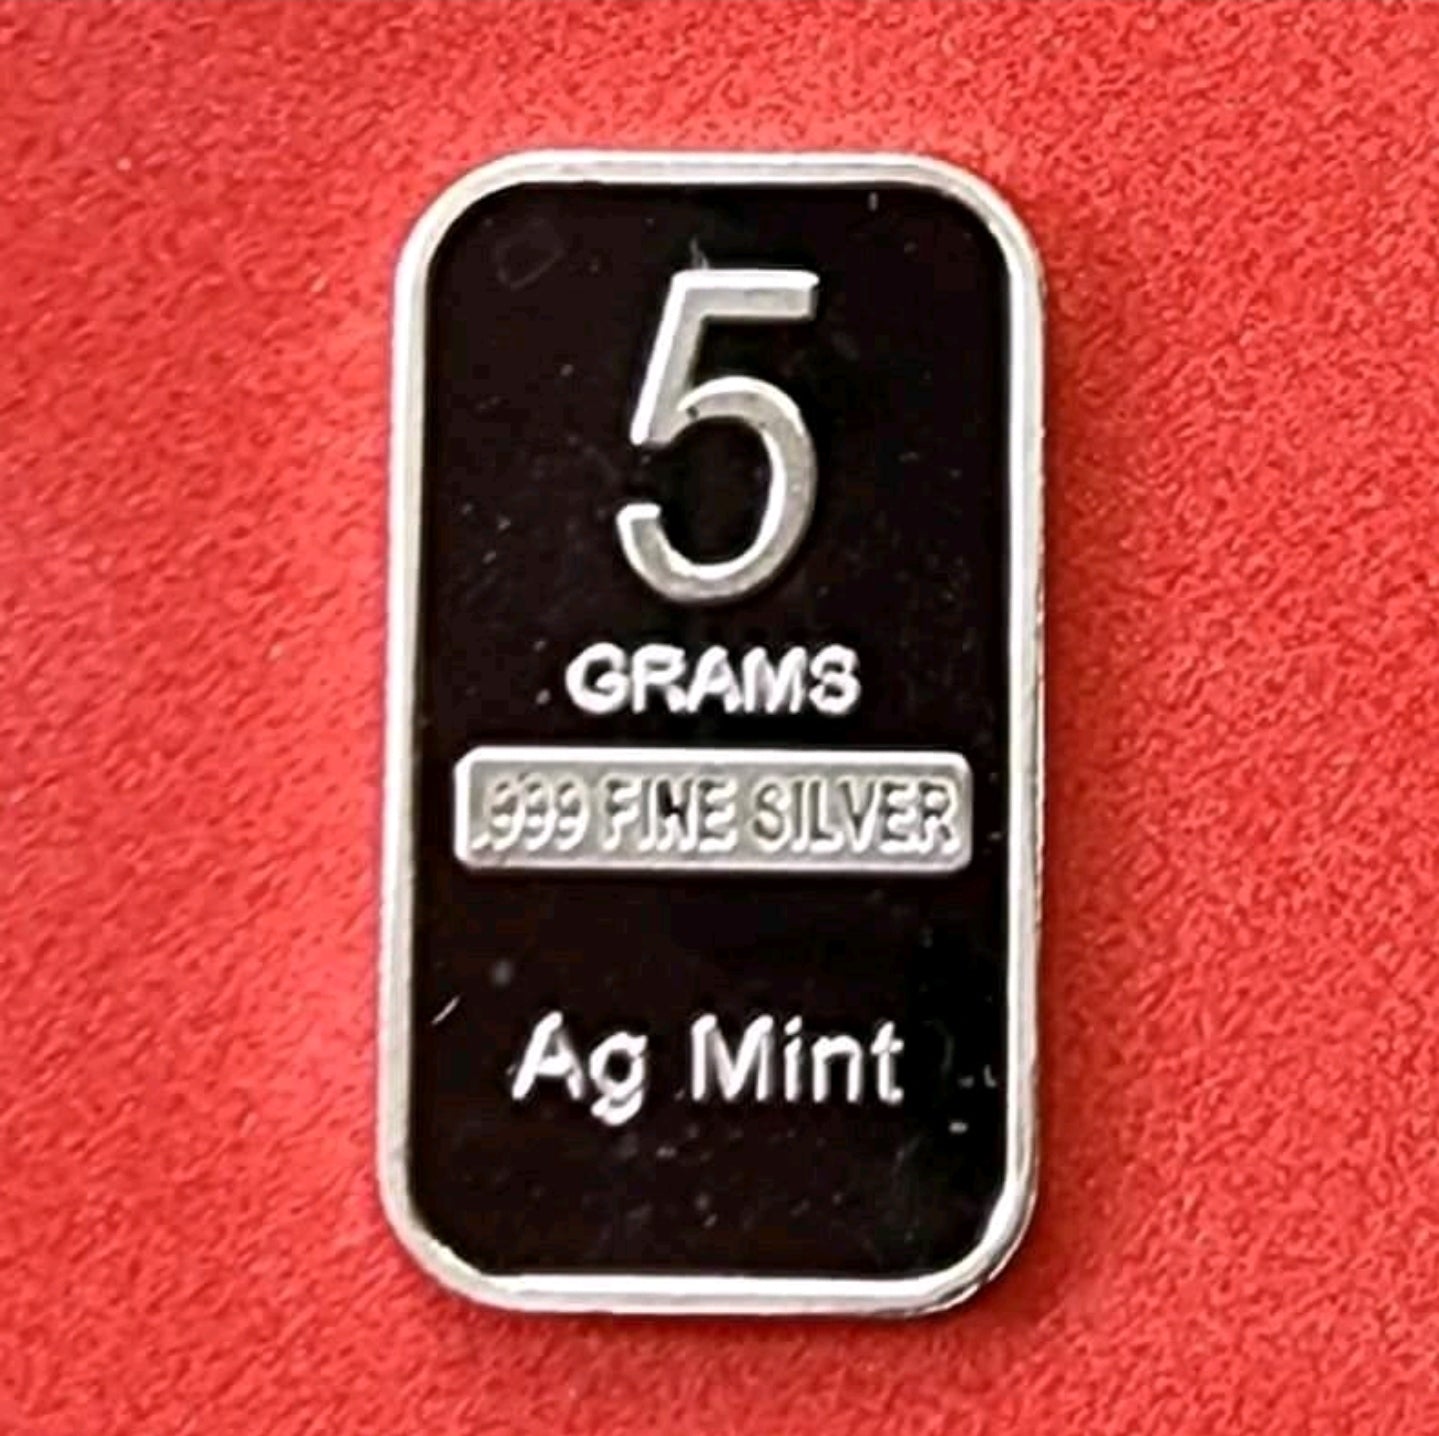 5
GRAMS
.999 FINE SILVER
Ag Mint